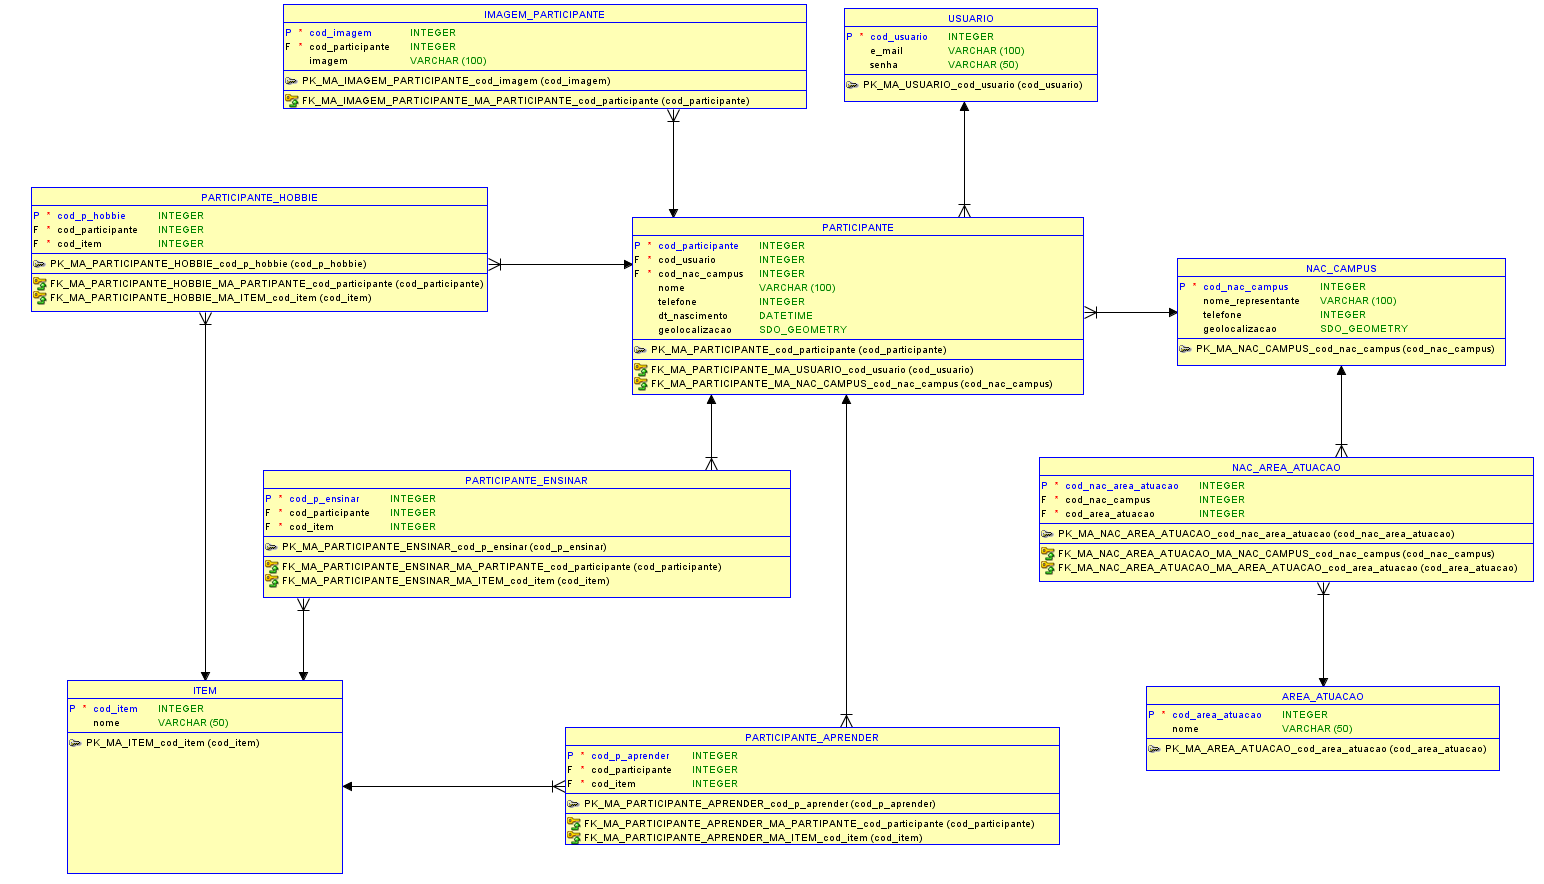 IMAGEM_PARTICIPANTE
P * cod_imagem INTEGER
F * cod_participante INTEGER
imagem VARCHAR (100)
PK_MA_IMAGEM_PARTICIPANTE_cod_imagem (cod_imagem)
FK_MA_IMAGEM_PARTICIPANTE_MA_PARTICIPANTE_cod_participante (cod_participante)
USUARIO
P * cod_usuario INTEGER
e_mail VARCHAR (100)
senha VARCHAR (50)
PK_MA_USUARIO_cod_usuario (cod_usuario)
PARTICIPANTE_HOBBIE
P * cod_p_hobbie INTEGER
F * cod_participante INTEGER
F * cod_item INTEGER
PK_MA_PARTICIPANTE_HOBBIE_cod_p_hobbie (cod_p_hobbie)
FK_MA_PARTICIPANTE_HOBBIE_MA_PARTIPANTE_cod_participante (cod_participante)
FK_MA_PARTICIPANTE_HOBBIE_MA_ITEM_cod_item (cod_item)
PARTICIPANTE
P * cod_participante INTEGER
F * cod_usuario INTEGER
F * cod_nac_campus INTEGER
nome VARCHAR (100)
telefone INTEGER
dt_nascimento DATETIME
geolocalizacao SDO_GEOMETRY
PK_MA_PARTICIPANTE_cod_participante (cod_participante)
FK_MA_PARTICIPANTE_MA_USUARIO_cod_usuario (cod_usuario)
FK_MA_PARTICIPANTE_MA_NAC_CAMPUS_cod_nac_campus (cod_nac_campus)
NAC_CAMPUS
P * cod_nac_campus INTEGER
nome_representante VARCHAR (100)
telefone INTEGER
geolocalizacao SDO_GEOMETRY
PK_MA_NAC_CAMPUS_cod_nac_campus (cod_nac_campus)
PARTICIPANTE_ENSINAR
P * cod_p_ensinar INTEGER
F * cod_participante INTEGER
F * cod_item INTEGER
PK_MA_PARTICIPANTE_ENSINAR_cod_p_ensinar (cod_p_ensinar)
FK_MA_PARTICIPANTE_ENSINAR_MA_PARTIPANTE_cod_participante (cod_participante)
FK_MA_PARTICIPANTE_ENSINAR_MA_ITEM_cod_item (cod_item)
NAC_AREA_ATUACAO
P * cod_nac_area_atuacao INTEGER
F * cod_nac_campus INTEGER
F * cod_area_atuacao INTEGER
PK_MA_NAC_AREA_ATUACAO_cod_nac_area_atuacao (cod_nac_area_atuacao)
FK_MA_NAC_AREA_ATUACAO_MA_NAC_CAMPUS_cod_nac_campus (cod_nac_campus)
FK_MA_NAC_AREA_ATUACAO_MA_AREA_ATUACAO_cod_area_atuacao (cod_area_atuacao)
ITEM
P * cod_item INTEGER
nome VARCHAR (50)
PK_MA_ITEM_cod_item (cod_item)
PARTICIPANTE_APRENDER
P * cod_p_aprender INTEGER
F * cod_participante INTEGER
F * cod_item INTEGER
PK_MA_PARTICIPANTE_APRENDER_cod_p_aprender (cod_p_aprender)
FK_MA_PARTICIPANTE_APRENDER_MA_PARTIPANTE_cod_participante (cod_participante)
FK_MA_PARTICIPANTE_APRENDER_MA_ITEM_cod_item (cod_item)
AREA_ATUACAO
P * cod_area_atuacao INTEGER
nome VARCHAR (50)
PK_MA_AREA_ATUACAO_cod_area_atuacao (cod_area_atuacao)